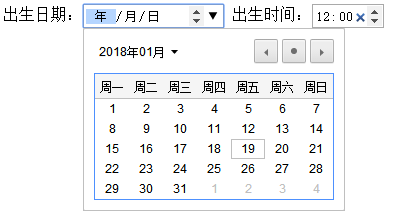 出生日期： 年/月/日 出生时间： 12:00
2018年01月
周一 周二 周三 周四 周五 周六 周日
1 2 3 4 5 6 7
8 9 10 11 12 13 14
15 16 17 18 19 20 21
22 23 24 25 26 27 28
29 30 31 1 2 3 4